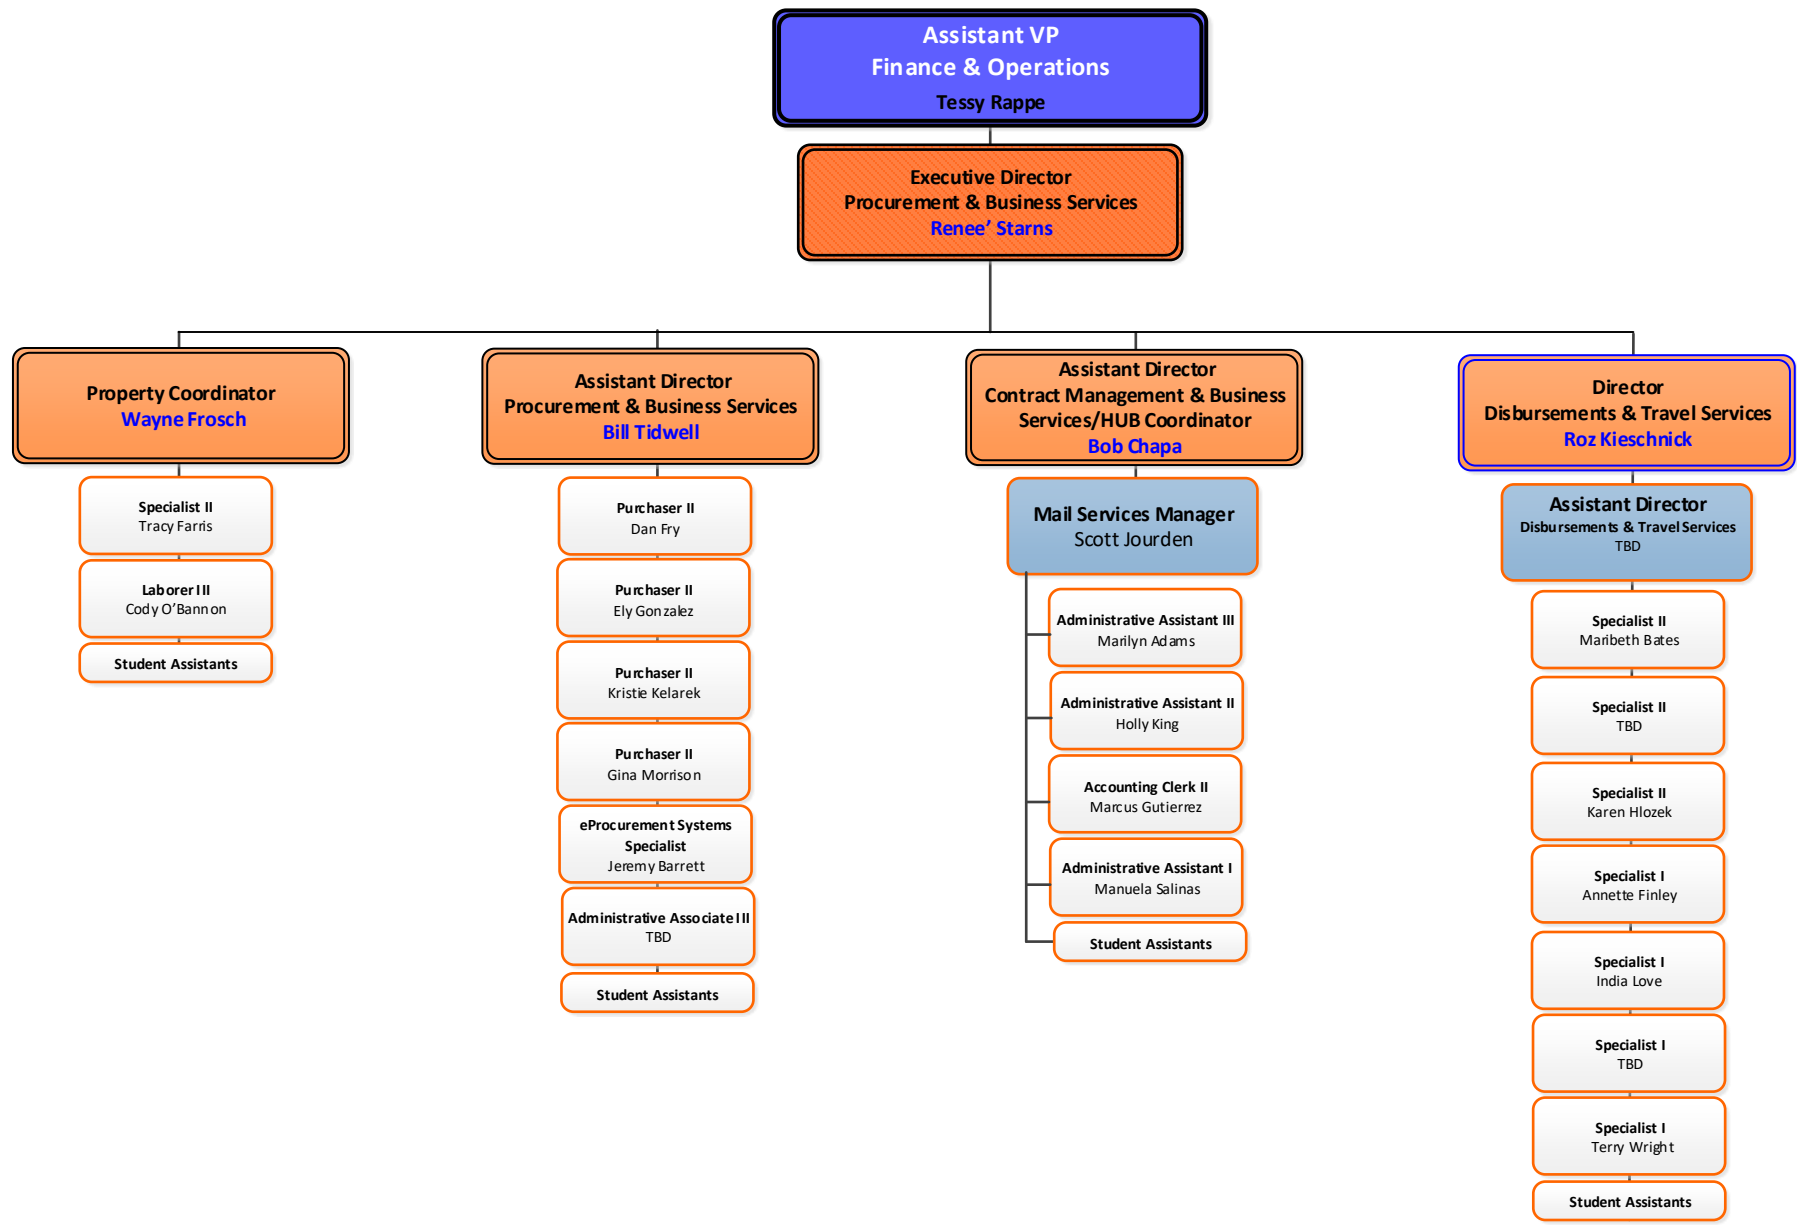 Assistant VP
Finance & Operations
Tessy Rappe
Executive Director
Procurement & Business Services
Renee’ Starns
Property Coordinator
Wayne Frosch
Specialist II
Tracy Farris
Laborer III
Cody O’Bannon
Student Assistants
Assistant Director
Procurement & Business Services
Bill Tidwell
Purchaser II
Dan Fry
Purchaser II
Ely Gonzalez
Purchaser II
Kristie Kelarek
Purchaser II
Gina Morrison
eProcurement Systems
Specialist
Jeremy Barrett
Administrative Associate III
TBD
Student Assistants
Assistant Director
Contract Management & Business
Services/HUB Coordinator
Bob Chapa
Mail Services Manager
Scott Jourden
Administrative Assistant III
Marilyn Adams
Administrative Assistant II
Holly King
Accounting Clerk II
Marcus Gutierrez
Administrative Assistant I
Manuela Salinas
Student Assistants
Director
Disbursements & Travel Services
Roz Kieschnick
Assistant Director
Disbursements & Travel Services
TBD
Specialist II
Maribeth Bates
Specialist II
TBD
Specialist II
Karen Hlozek
Specialist I
Annette Finley
Specialist I
India Love
Specialist I
TBD
Specialist I
Terry Wright
Student Assistants